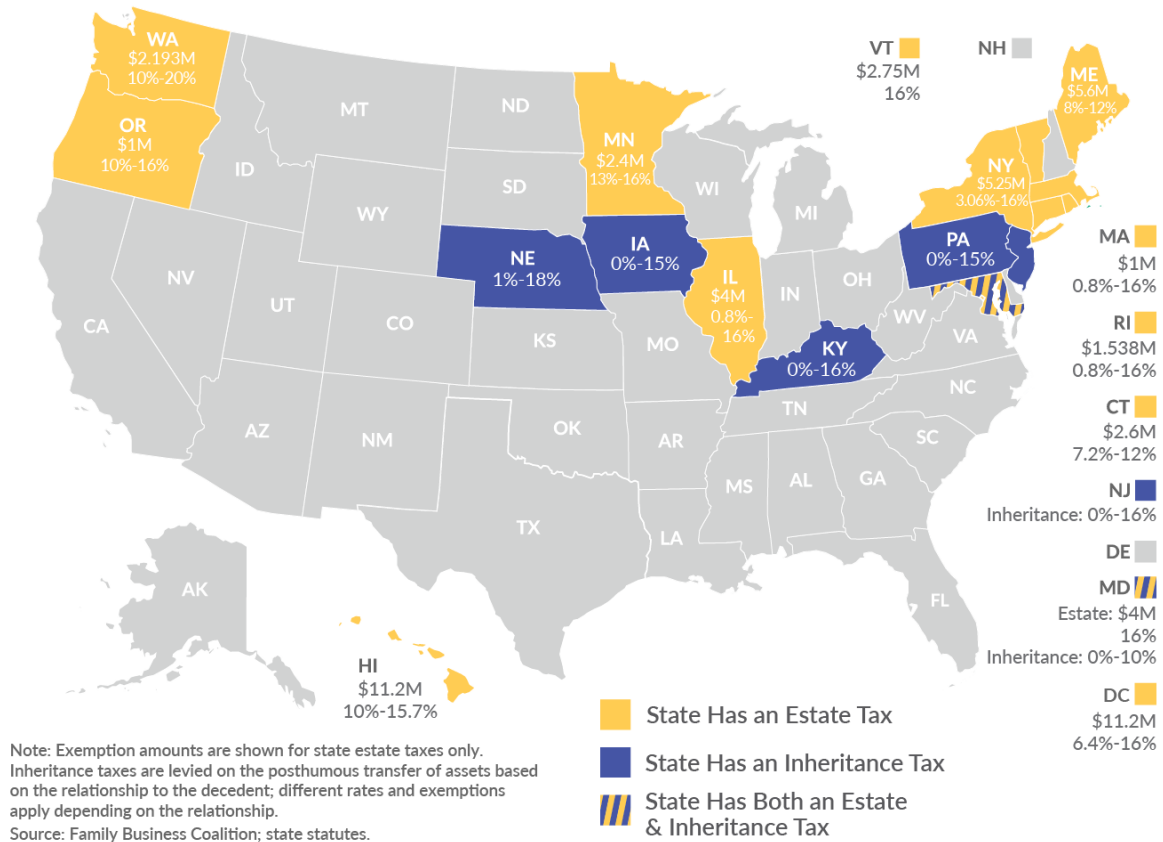 WA
$2.193M
10%-20%
VT
$2.75M
16%
NH
ME
$5.6M
8%-12%
MT
ND
OR
$1M
10%-16%
MN
$2.4M
13%-16%
ID
SD
WI
NY
$5.25M
3.06%-16%
WY
MI
MA
$1M
0.8%-16%
NE
1%-18%
IA
0%-15%
PA
0%-15%
NV
UT
IL
$4M
0.8%-
16%
IN
OH
CA
CO
KS
MO
WV
VA
RI
$1.538M
0.8%-16%
KY
0%-16%
NC
TN
CT
$2.6M
7.2%-12%
AZ
NM
OK
AR
SC
MS
AL
GA
NJ
Inheritance: 0%-16%
TX
LA
DE
AK
FL
MD
Estate: $4M
16%
Inheritance: 0%-10%
HI
$11.2M
10%-15.7%
DC
$11.2M
6.4%-16%
State Has an Estate Tax
State Has an Inheritance Tax
State Has Both an Estate
& Inheritance Tax
Note: Exemption amounts are shown for state estate taxes only.
Inheritance taxes are levied on the posthumous transfer of assets based
on the relationship to the decedent; different rates and exemptions
apply depending on the relationship.
Source: Family Business Coalition; state statutes.